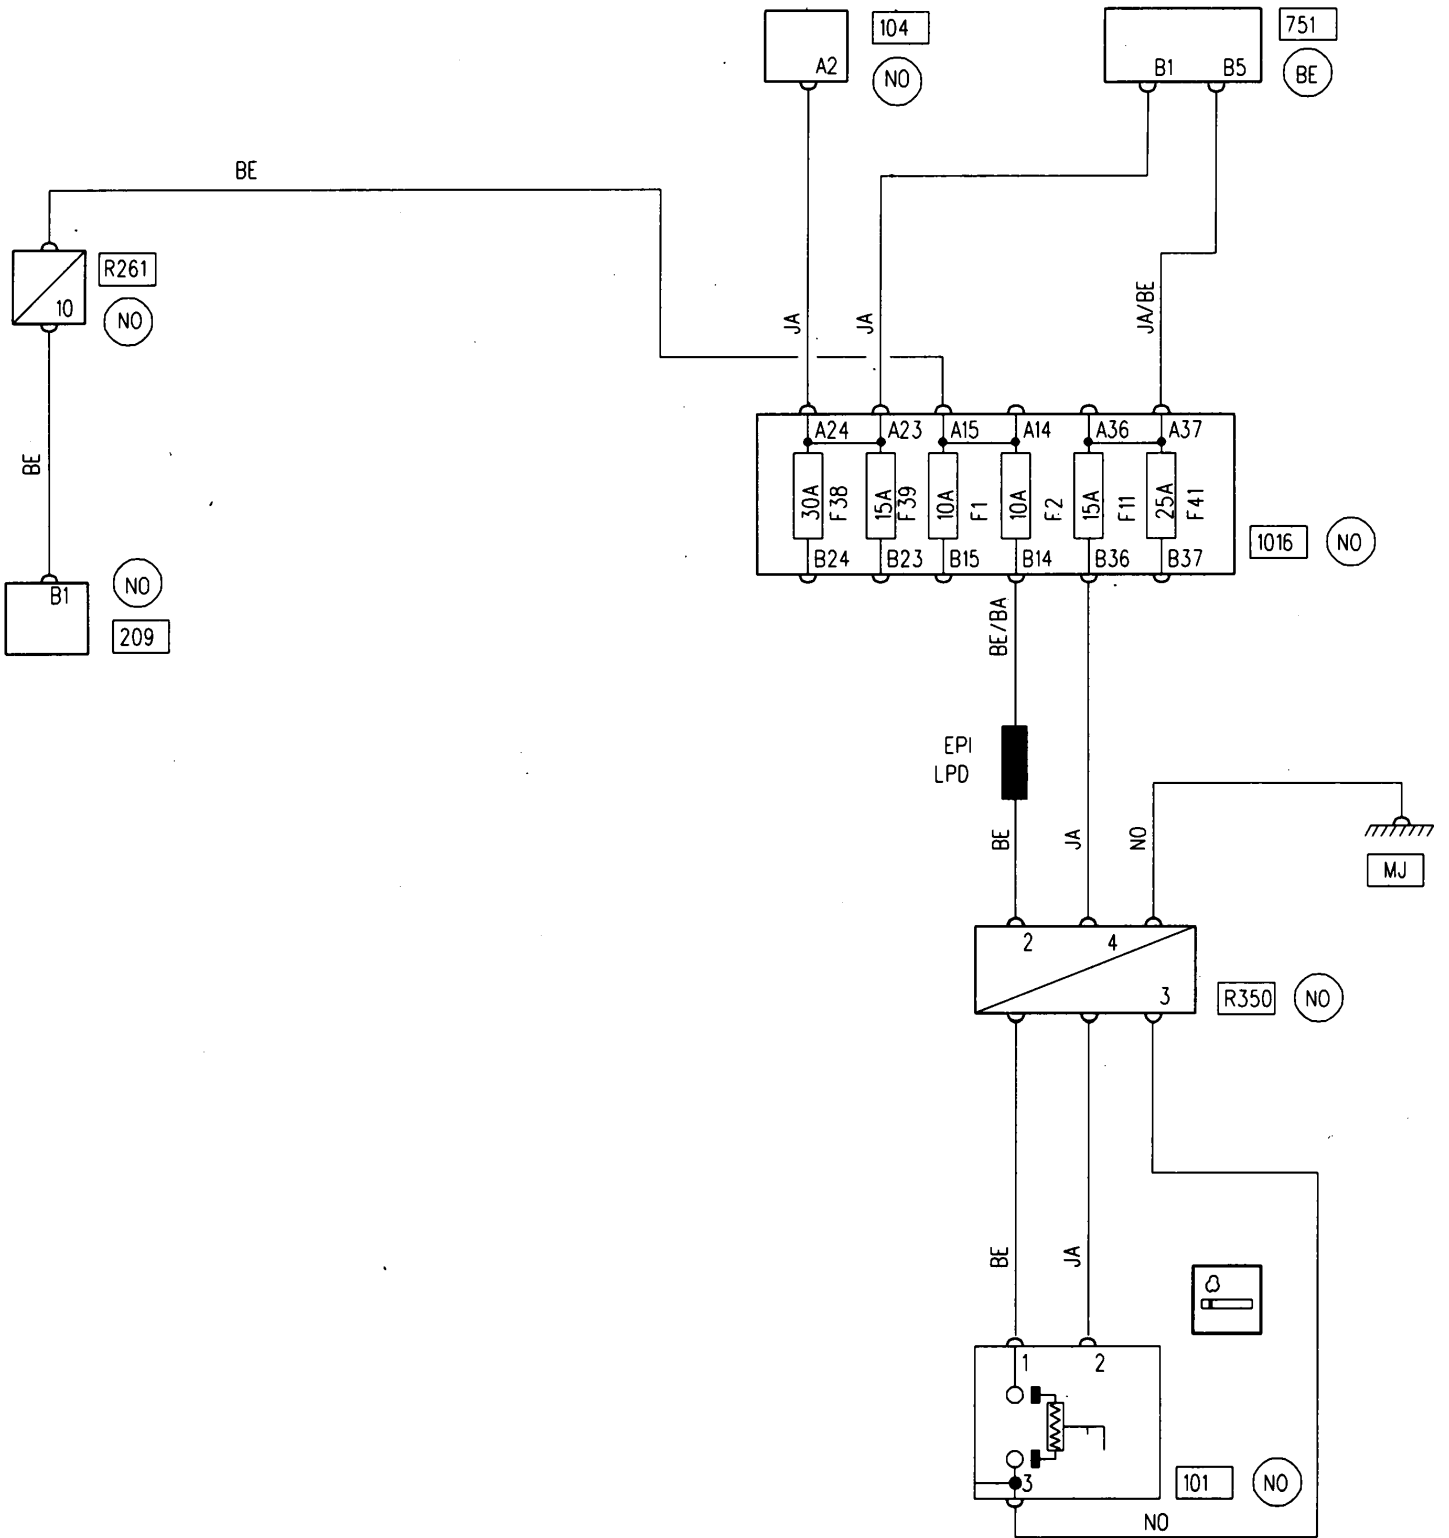 104
751
A2
NO
B1 B5
BE
BE
R261
10
NO
JA
JA
JA/BE
BE
A24 A23 A15 A14 A36 A37
30A F38 15A F39 10A F1 10A F2 15A F11 25A F41
1016 NO
B24 B23 B15 B14 B36 B37
NO
B1
209
BE/BA
EPI
LPD
BE
JA
NO
MJ
2 4
3
R350 NO
BE
JA
1 2
3
101 NO
NO